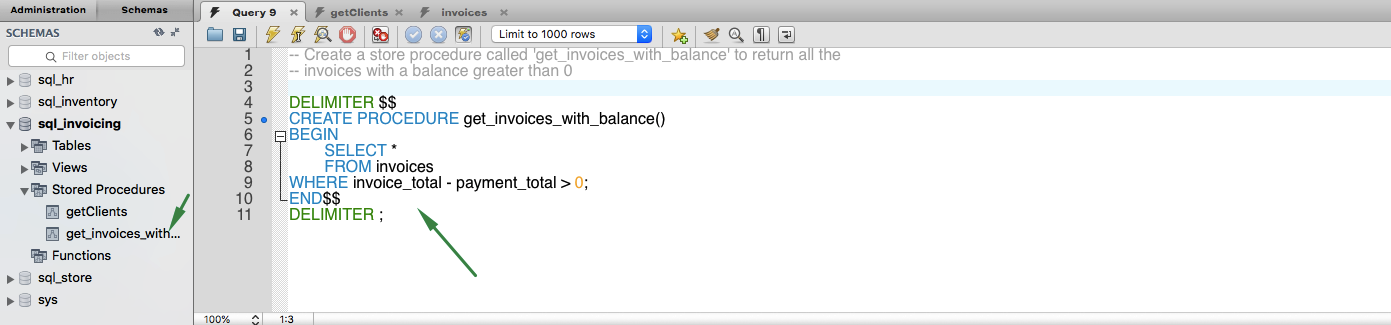 Administration Schemas
SCHEMAS
Filter objects
sql_hr
sql_inventory
sql_invoicing
Tables
Views
Stored Procedures
getClients
get_invoices_with...
Functions
sql_store
sys
Query 9 getClients invoices
Limit to 1000 rows
1 -- Create a store procedure called 'get_invoices_with_balance' to return all the
2 -- invoices with a balance greater than 0
3
4 DELIMITER $$
5 CREATE PROCEDURE get_invoices_with_balance()
6 BEGIN
7 SELECT *
8 FROM invoices
9 WHERE invoice_total - payment_total > 0;
10 END$$
11 DELIMITER ;
100% 1:3